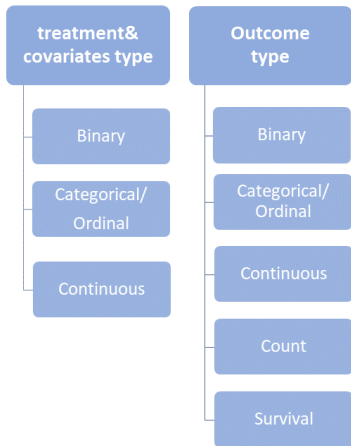 treatment&
covariates type
Binary
Categorical/
Ordinal
Continuous
Outcome
type
Binary
Categorical/
Ordinal
Continuous
Count
Survival